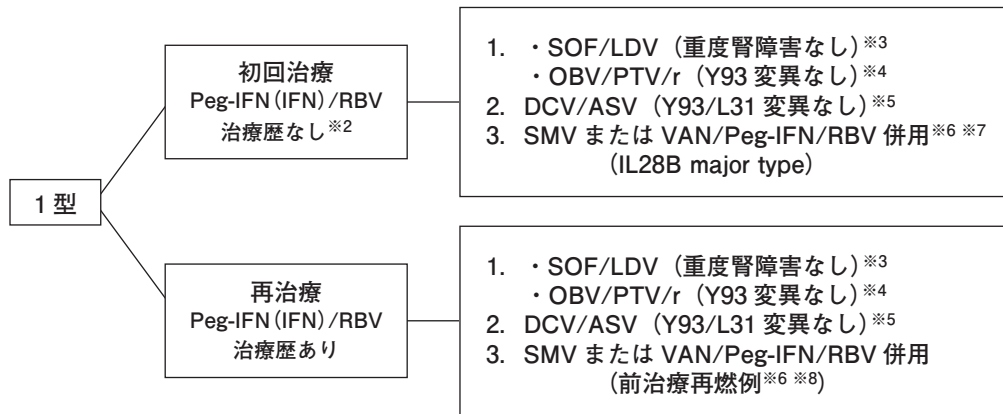 1型
初回治療
Peg-IFN(IFN)/RBV
治療歴なし※2
1. ・SOF/LDV（重度腎障害なし）※3
・OBV/PTV/r（Y93 変異なし）※4
2. DCV/ASV（Y93/L31 変異なし）※5
3. SMV または VAN/Peg-IFN/RBV 併用※6 ※7
（IL28B major type）
再治療
Peg-IFN(IFN)/RBV
治療歴あり
1. ・SOF/LDV（重度腎障害なし）※3
・OBV/PTV/r（Y93 変異なし）※4
2. DCV/ASV（Y93/L31 変異なし）※5
3. SMV または VAN/Peg-IFN/RBV 併用
（前治療再燃例※6 ※8）